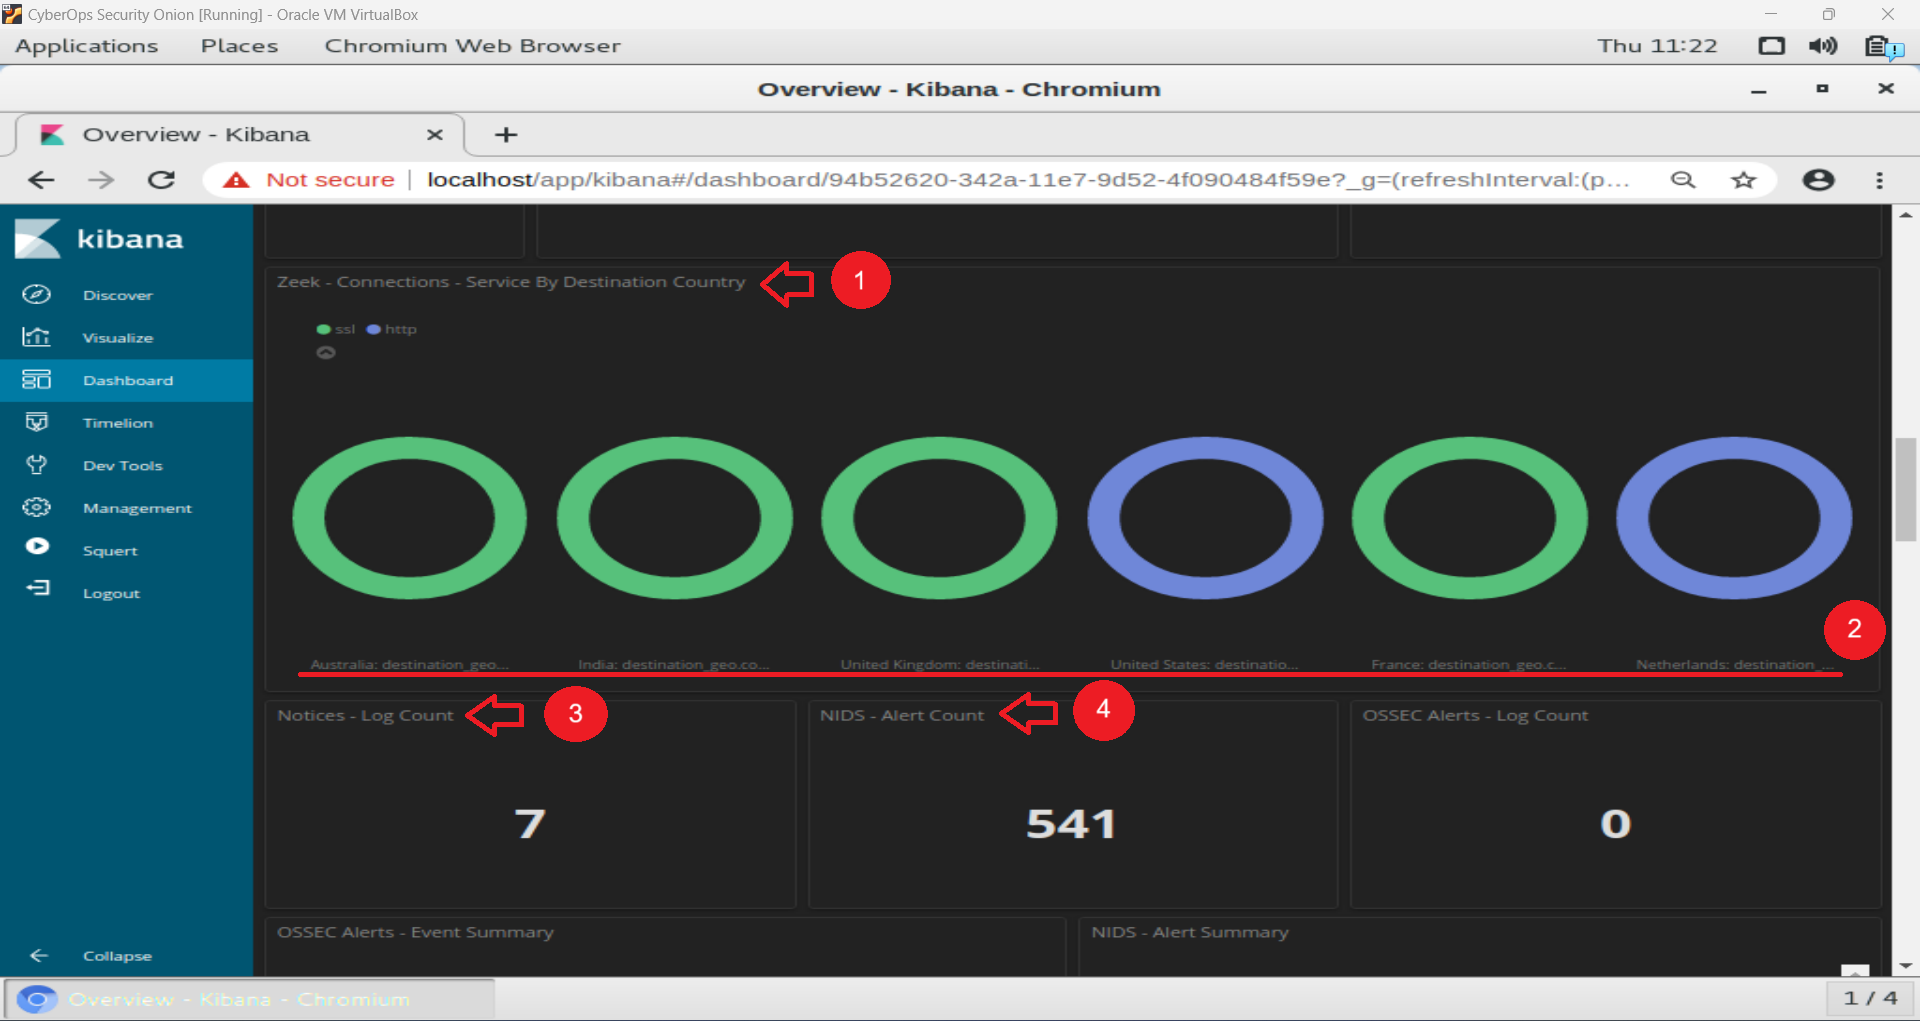 CyberOps Security Onion [Running] - Oracle VM VirtualBox
Applications Places Chromium Web Browser Thu 11:22
Overview - Kibana - Chromium
Overview - Kibana
Not secure | localhost/app/kibana#/dashboard/94b52620-342a-11e7-9d52-4f090484f59e?_g=(refreshInterval:(p...
kibana
Discover
Visualize
Dashboard
Timelion
Dev Tools
Management
Squert
Logout
Collapse
Zeek - Connections - Service By Destination Country
1
ssl http
2
Australia: destination_geo... India: destination_geo.co... United Kingdom: destinati... United States: destinatio... France: destination_geo.c... Netherlands: destination_...
Notices - Log Count 3 NIDS - Alert Count 4 OSSEC Alerts - Log Count
7 541 0
OSSEC Alerts - Event Summary NIDS - Alert Summary
Overview - Kibana - Chromium 1 / 4